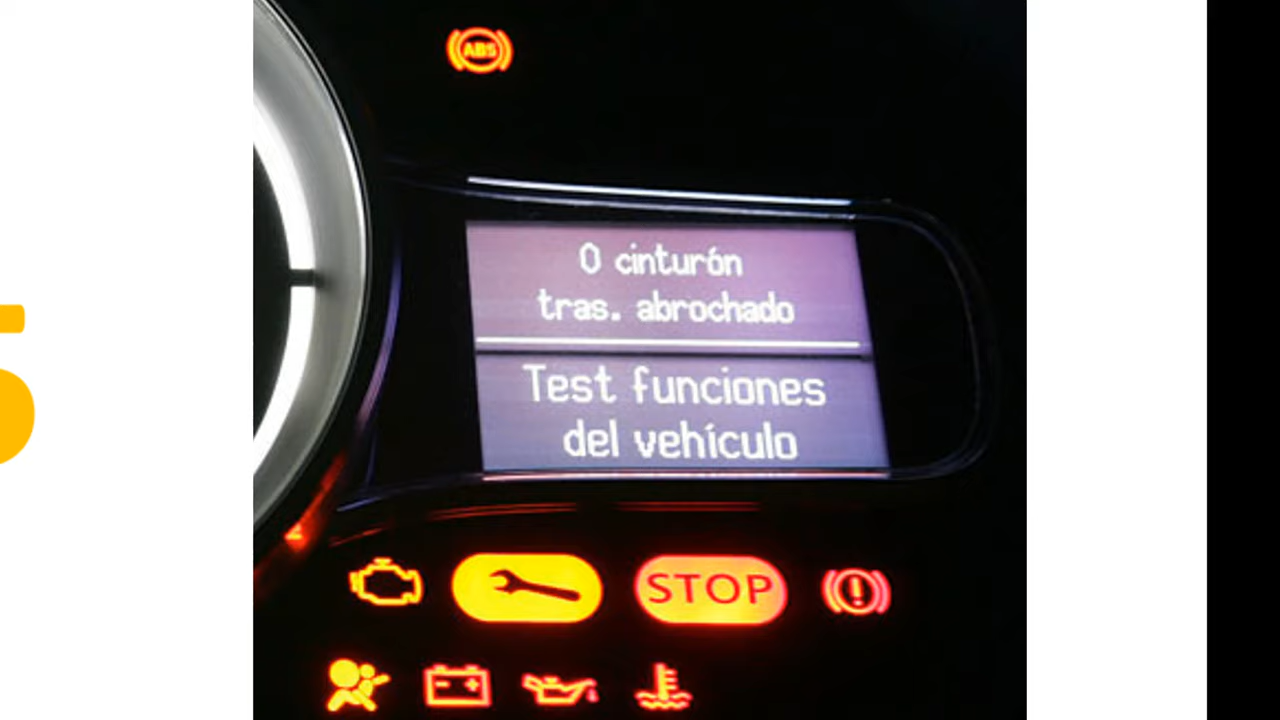 ABS
0 cinturón
tras. abrochado
Test funciones
del vehículo
STOP